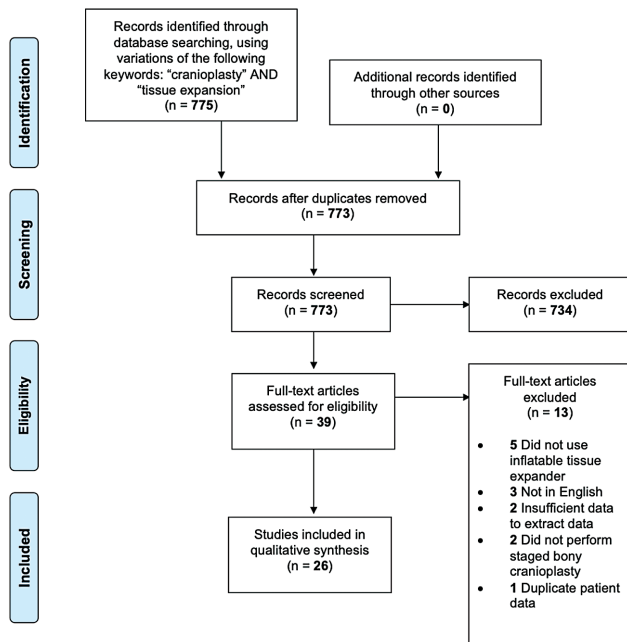 Identification
Records identified through
database searching, using
variations of the following
keywords: “cranioplasty” AND
“tissue expansion”
(n = 775)
Additional records identified
through other sources
(n = 0)
Screening
Records after duplicates removed
(n = 773)
Records screened
(n = 773)
Records excluded
(n = 734)
Eligibility
Full-text articles
assessed for eligibility
(n = 39)
Full-text articles
excluded
(n = 13)
• 5 Did not use
inflatable tissue
expander
• 3 Not in English
• 2 Insufficient data
to extract data
• 2 Did not perform
staged bony
cranioplasty
• 1 Duplicate patient
data
Included
Studies included in
qualitative synthesis
(n = 26)